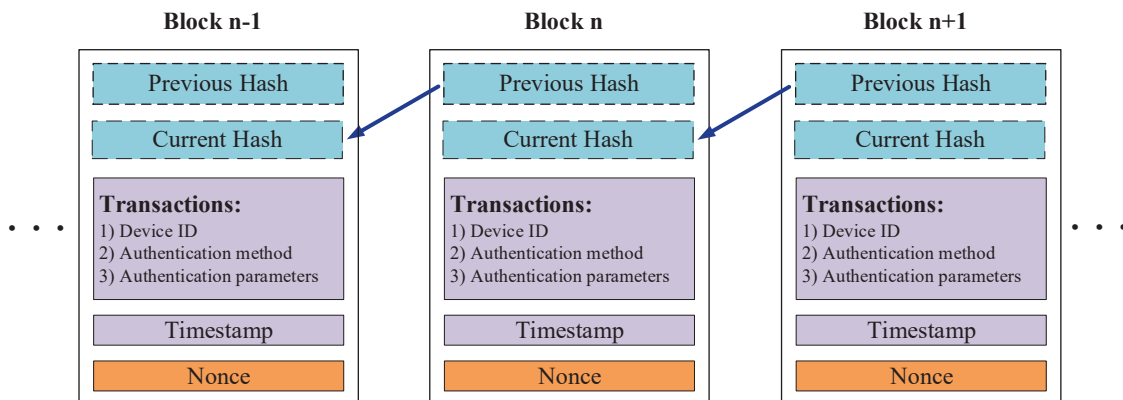 Block n-1
Previous Hash
Current Hash
Transactions:
1) Device ID
2) Authentication method
3) Authentication parameters
Timestamp
Nonce
Block n
Previous Hash
Current Hash
Transactions:
1) Device ID
2) Authentication method
3) Authentication parameters
Timestamp
Nonce
Block n+1
Previous Hash
Current Hash
Transactions:
1) Device ID
2) Authentication method
3) Authentication parameters
Timestamp
Nonce